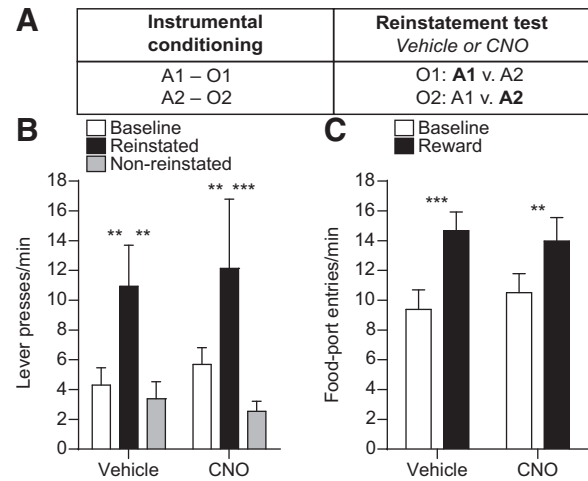 A
Instrumental conditioning
Reinstatement test
Vehicle or CNO
A1 – O1
O1: A1 v. A2
A2 – O2
O2: A1 v. A2
B
Baseline
Reinstated
Non-reinstated
Lever presses/min
18
16
14
12
10
8
6
4
2
0
** **
** ***
Vehicle
CNO
C
Baseline
Reward
Food-port entries/min
18
16
14
12
10
8
6
4
2
0
***
**
Vehicle
CNO